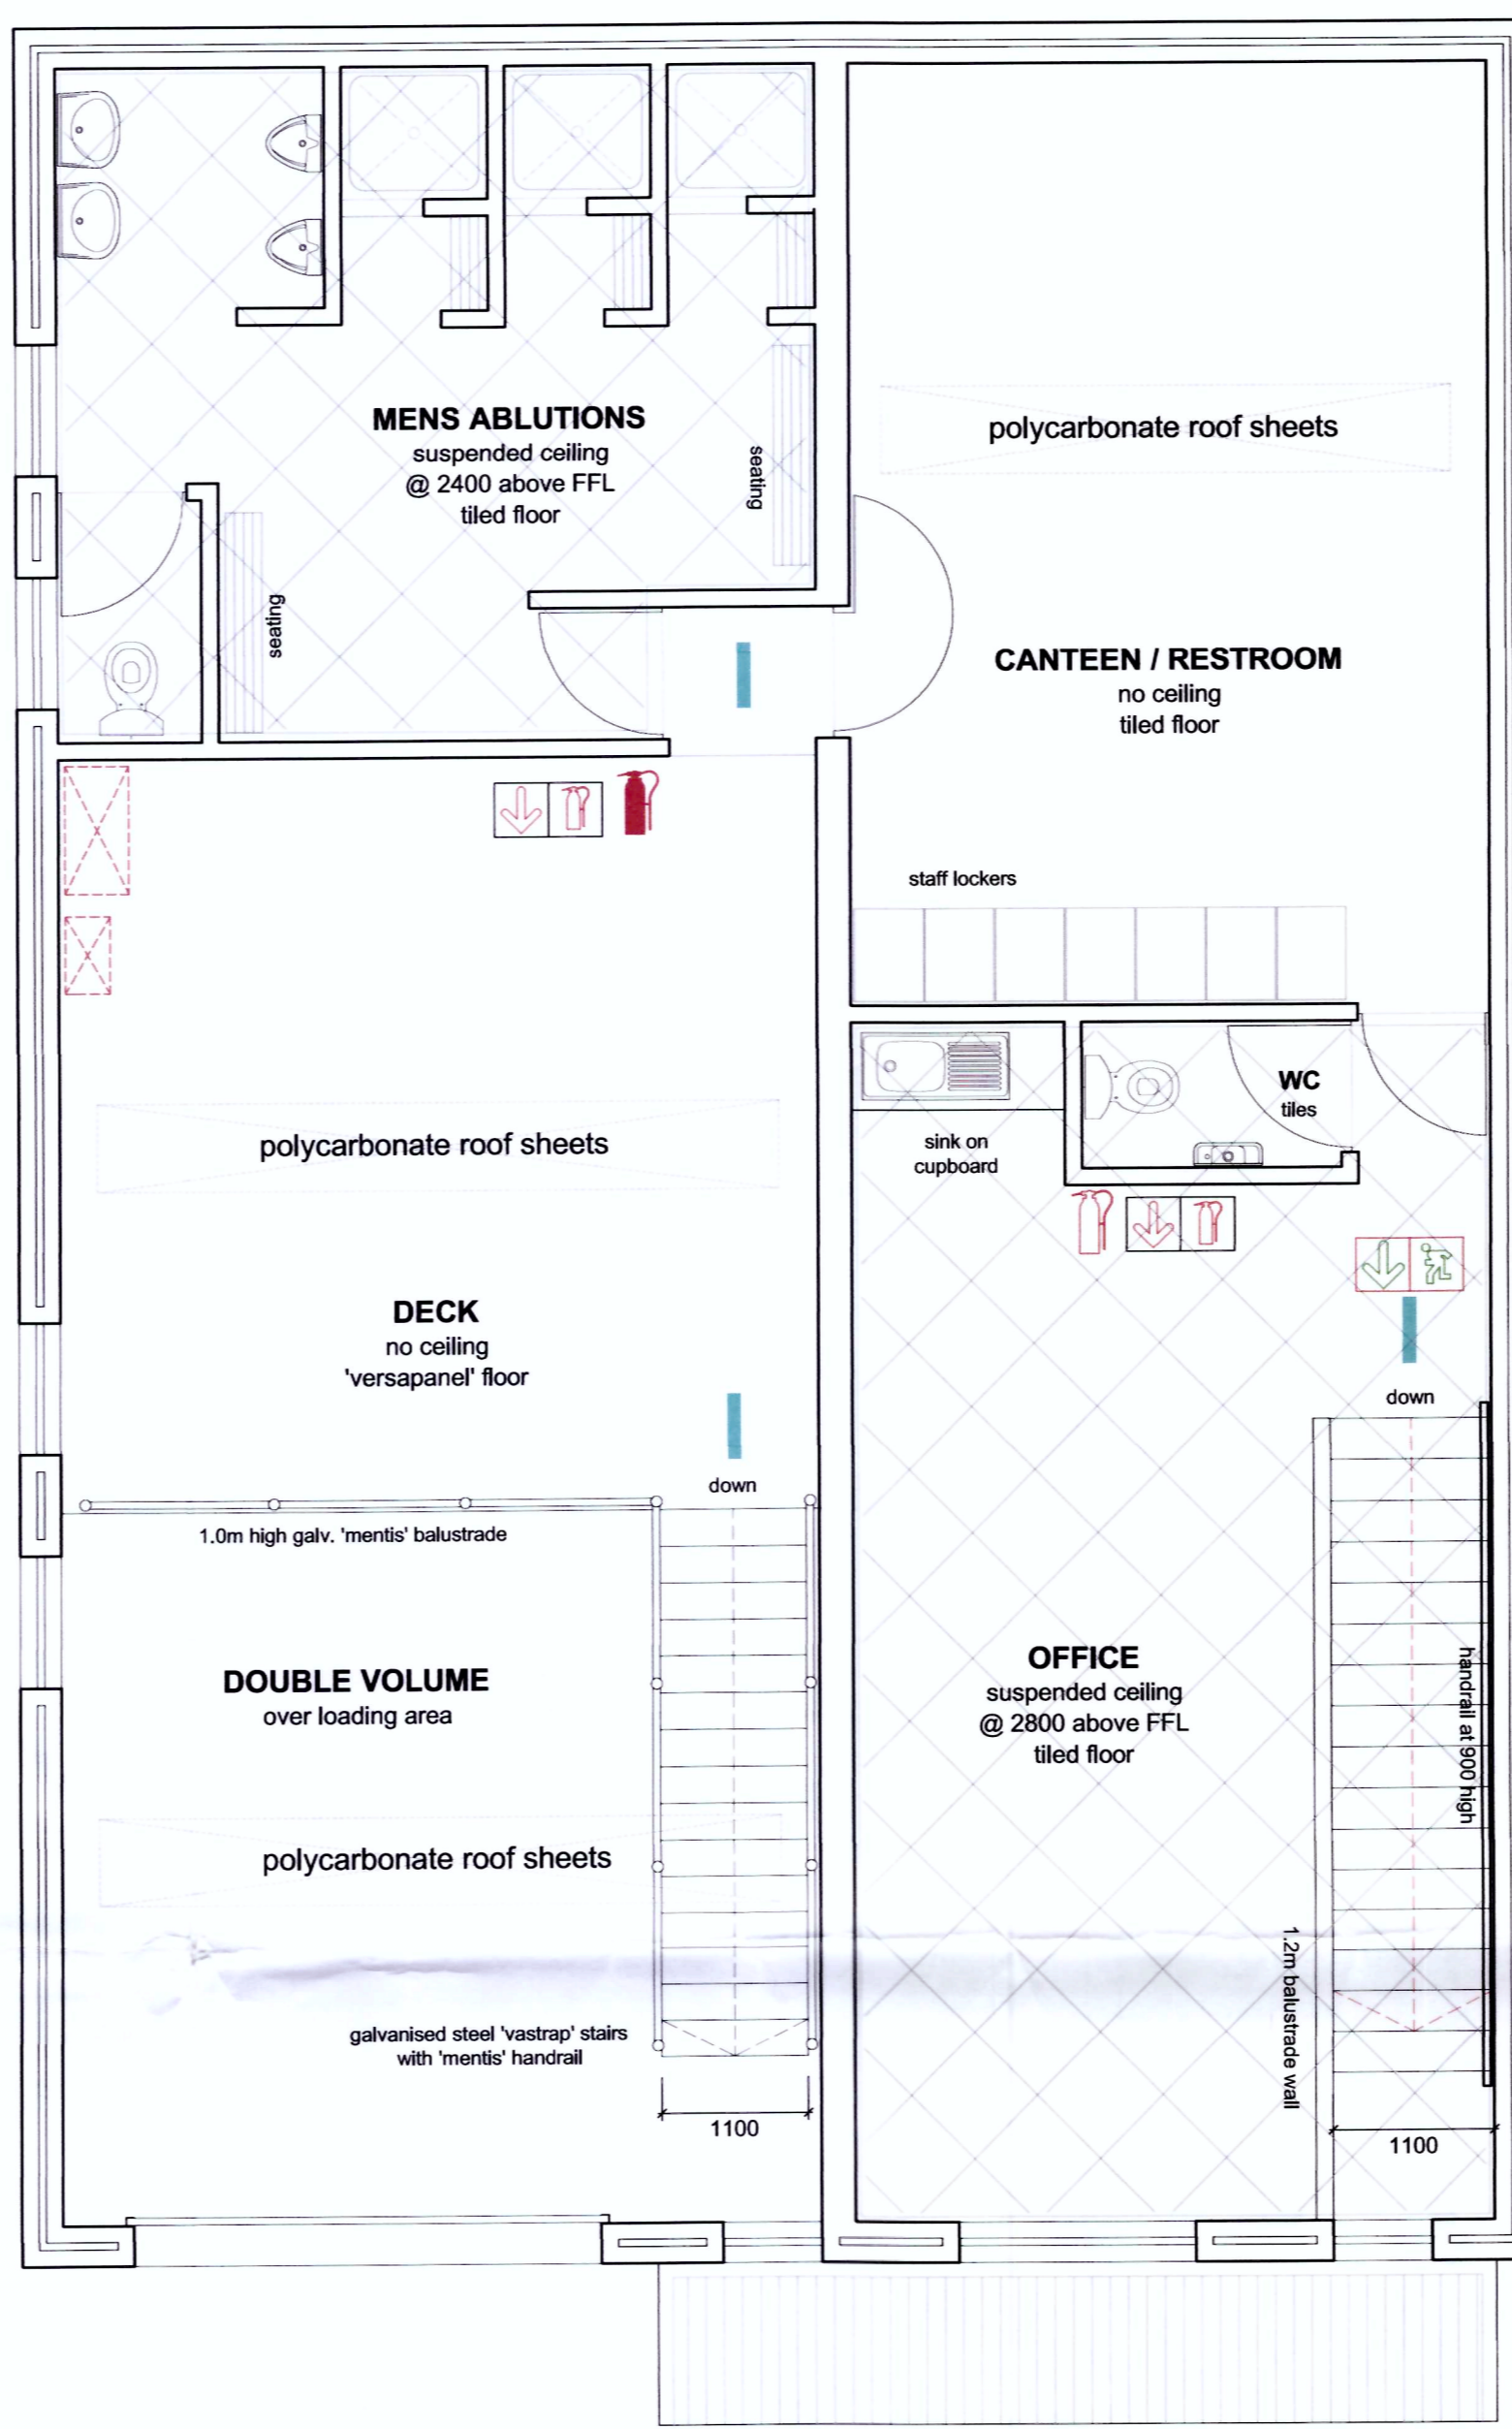 MENS ABLUTIONS
suspended ceiling
@ 2400 above FFL
tiled floor
seating
seating
polycarbonate roof sheets
CANTEEN / RESTROOM
no ceiling
tiled floor
staff lockers
WC
tiles
sink on
cupboard
polycarbonate roof sheets
DECK
no ceiling
'versapanel' floor
down
down
1.0m high galv. 'mentis' balustrade
DOUBLE VOLUME
over loading area
OFFICE
suspended ceiling
@ 2800 above FFL
tiled floor
handrail at 900 high
polycarbonate roof sheets
1.2m balustrade wall
galvanised steel 'vastrap' stairs
with 'mentis' handrail
1100
1100